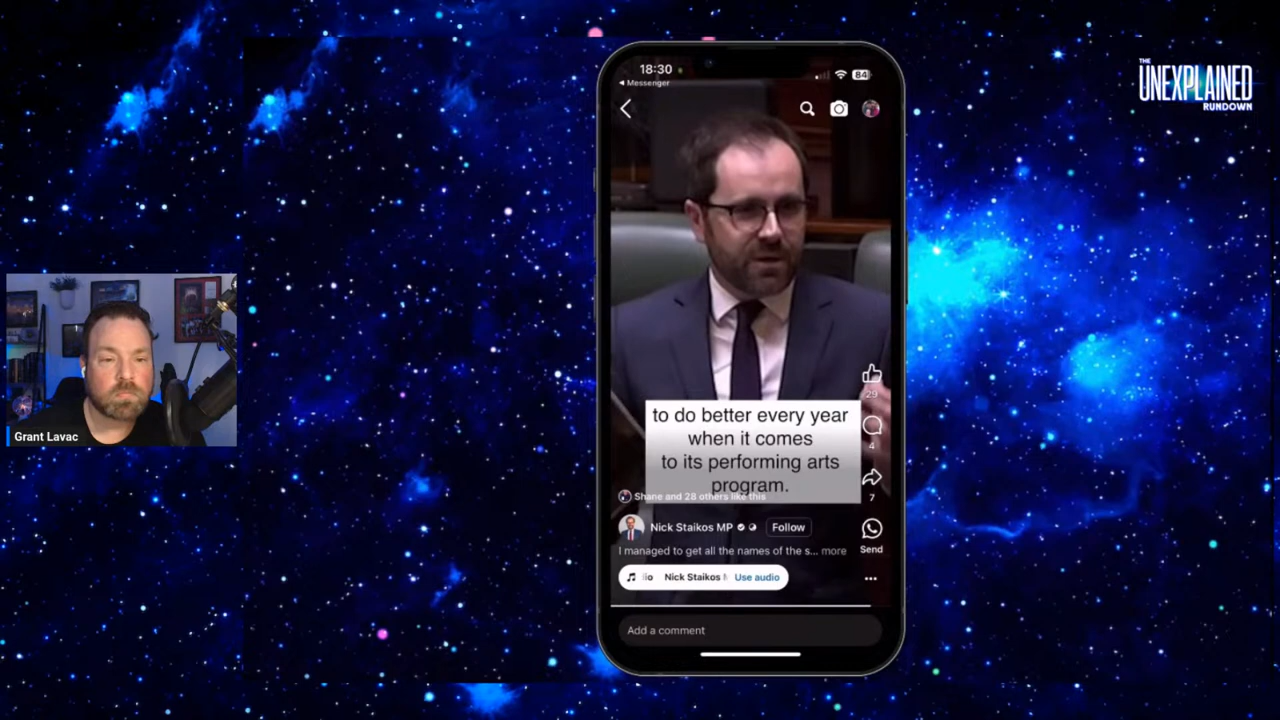 THE
UNEXPLAINED
RUNDOWN
18:30
84
Messenger
29
to do better every year
when it comes
to its performing arts
program.
4
Shane and 28 others like this
7
Nick Staikos MP
Follow
I managed to get all the names of the s... more
Send
io Nick Staikos Use audio
Add a comment
Grant Lavac